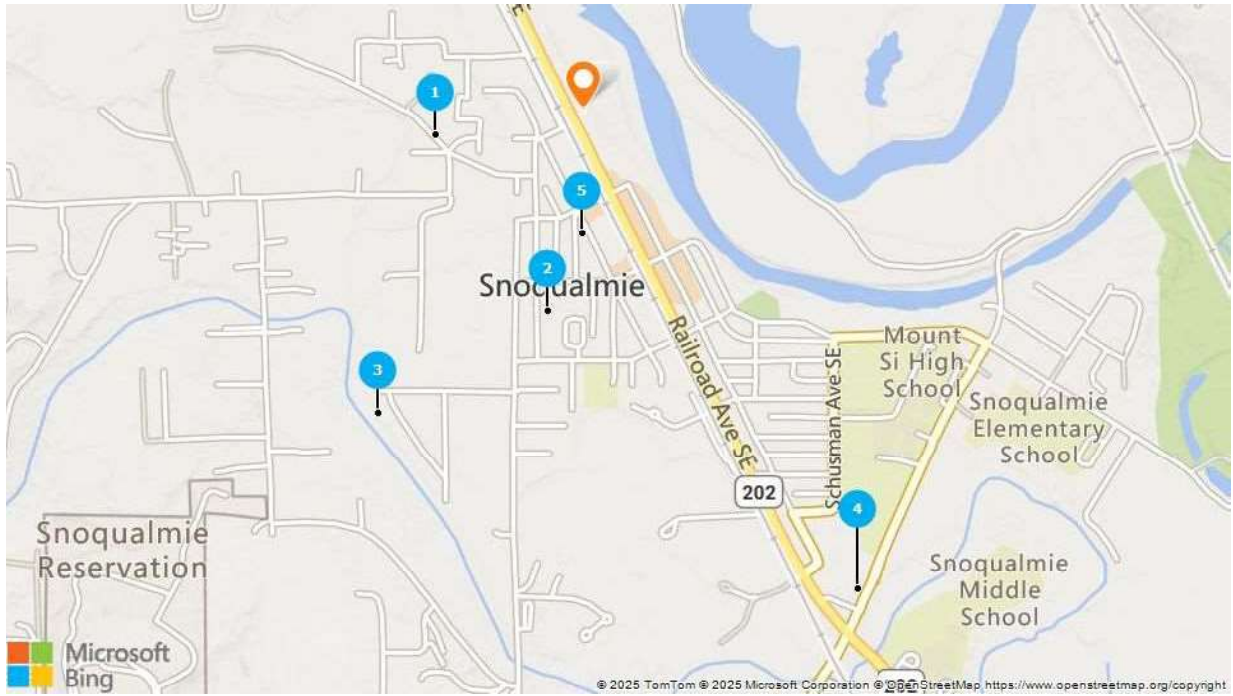 SE
1
5
2
Snoqualmie
3
Railroad Ave SE
Schusman Ave SE
Mount
Si High
School
Snoqualmie
Elementary
School
202
4
Snoqualmie
Reservation
Snoqualmie
Middle
School
Microsoft
Bing
© 2025 TomTom © 2025 Microsoft Corporation © OpenStreetMap https://www.openstreetmap.org/copyright